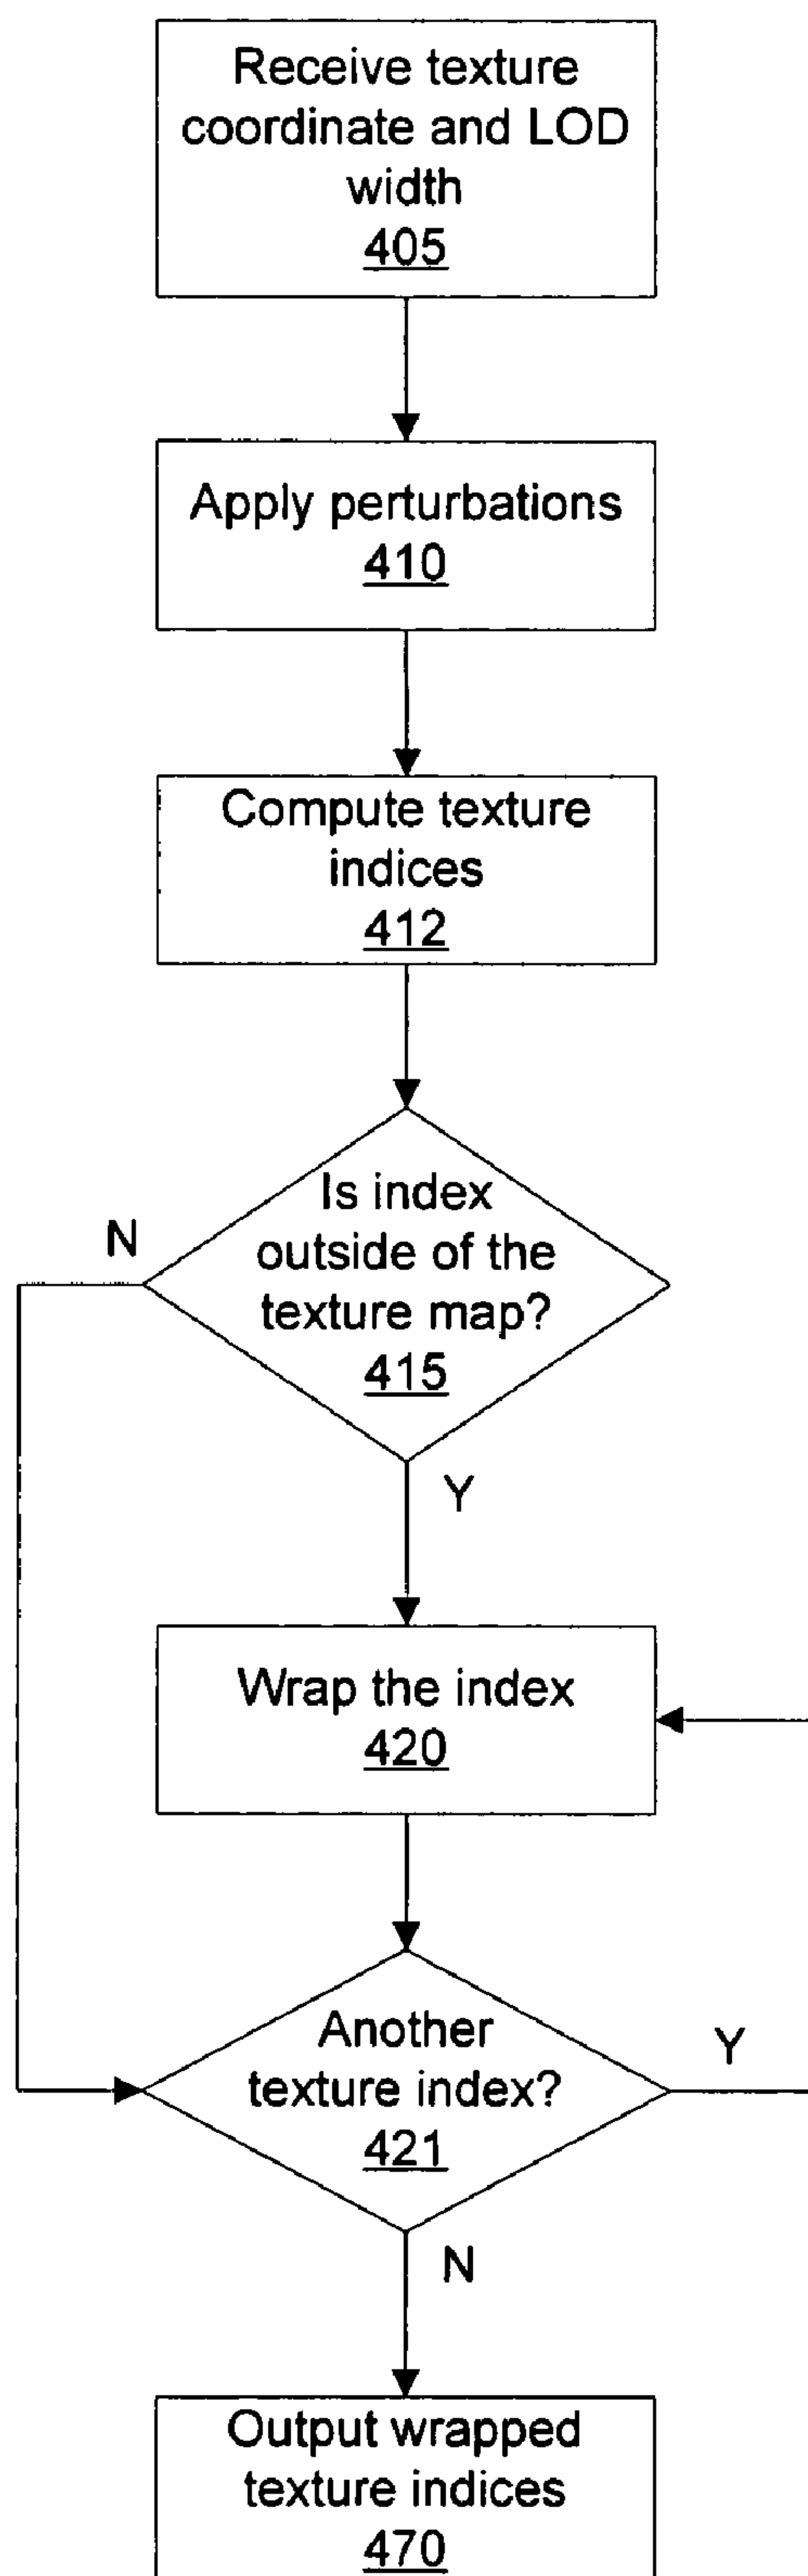 Receive texture
coordinate and LOD
width
405
Apply perturbations
410
Compute texture
indices
412
Is index
outside of the
texture map?
415
N
Y
Wrap the index
420
Another
texture index?
421
Y
N
Output wrapped
texture indices
470